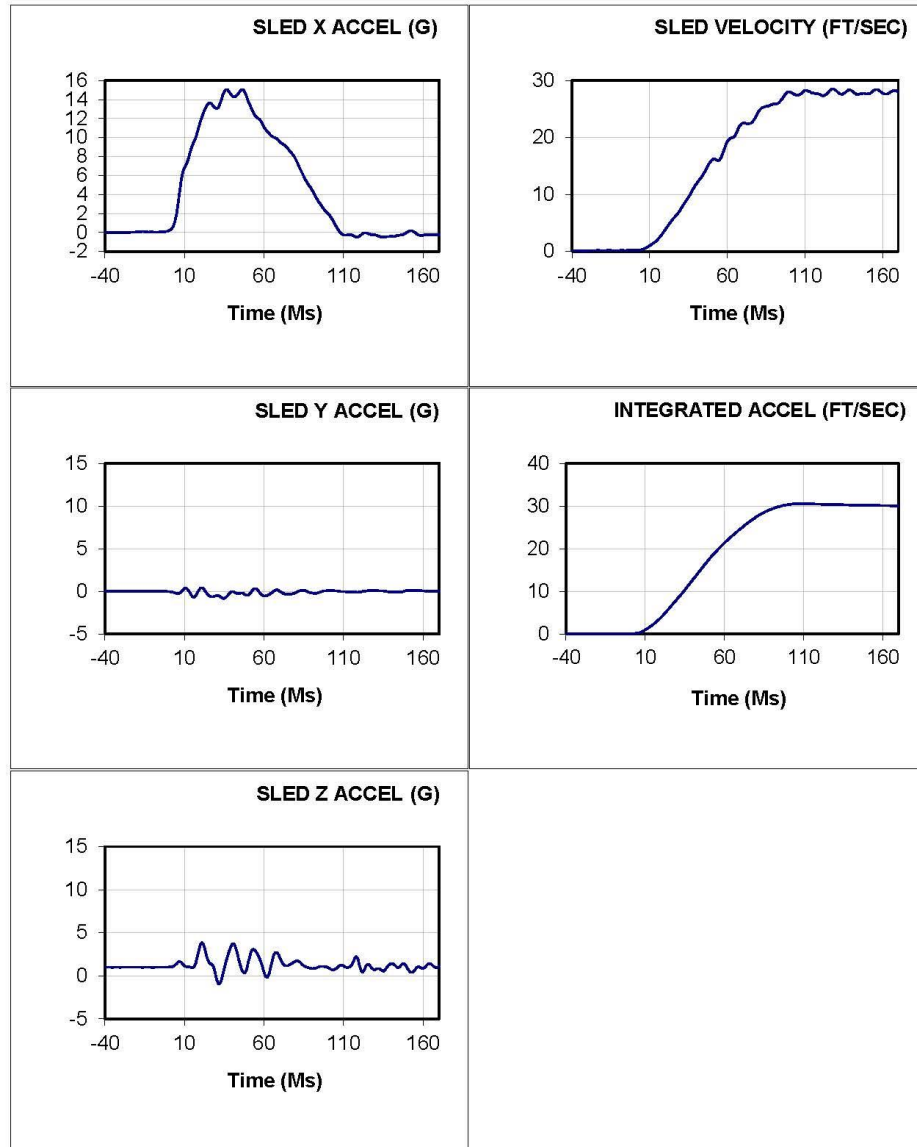 SLED X ACCEL (G)
16
14
12
10
8
6
4
2
0
-2
-40 10 60 110 160
Time (Ms)
SLED VELOCITY (FT/SEC)
30
20
10
0
-40 10 60 110 160
Time (Ms)
SLED Y ACCEL (G)
15
10
5
0
-5
-40 10 60 110 160
Time (Ms)
INTEGRATED ACCEL (FT/SEC)
40
30
20
10
0
-40 10 60 110 160
Time (Ms)
SLED Z ACCEL (G)
15
10
5
0
-5
-40 10 60 110 160
Time (Ms)